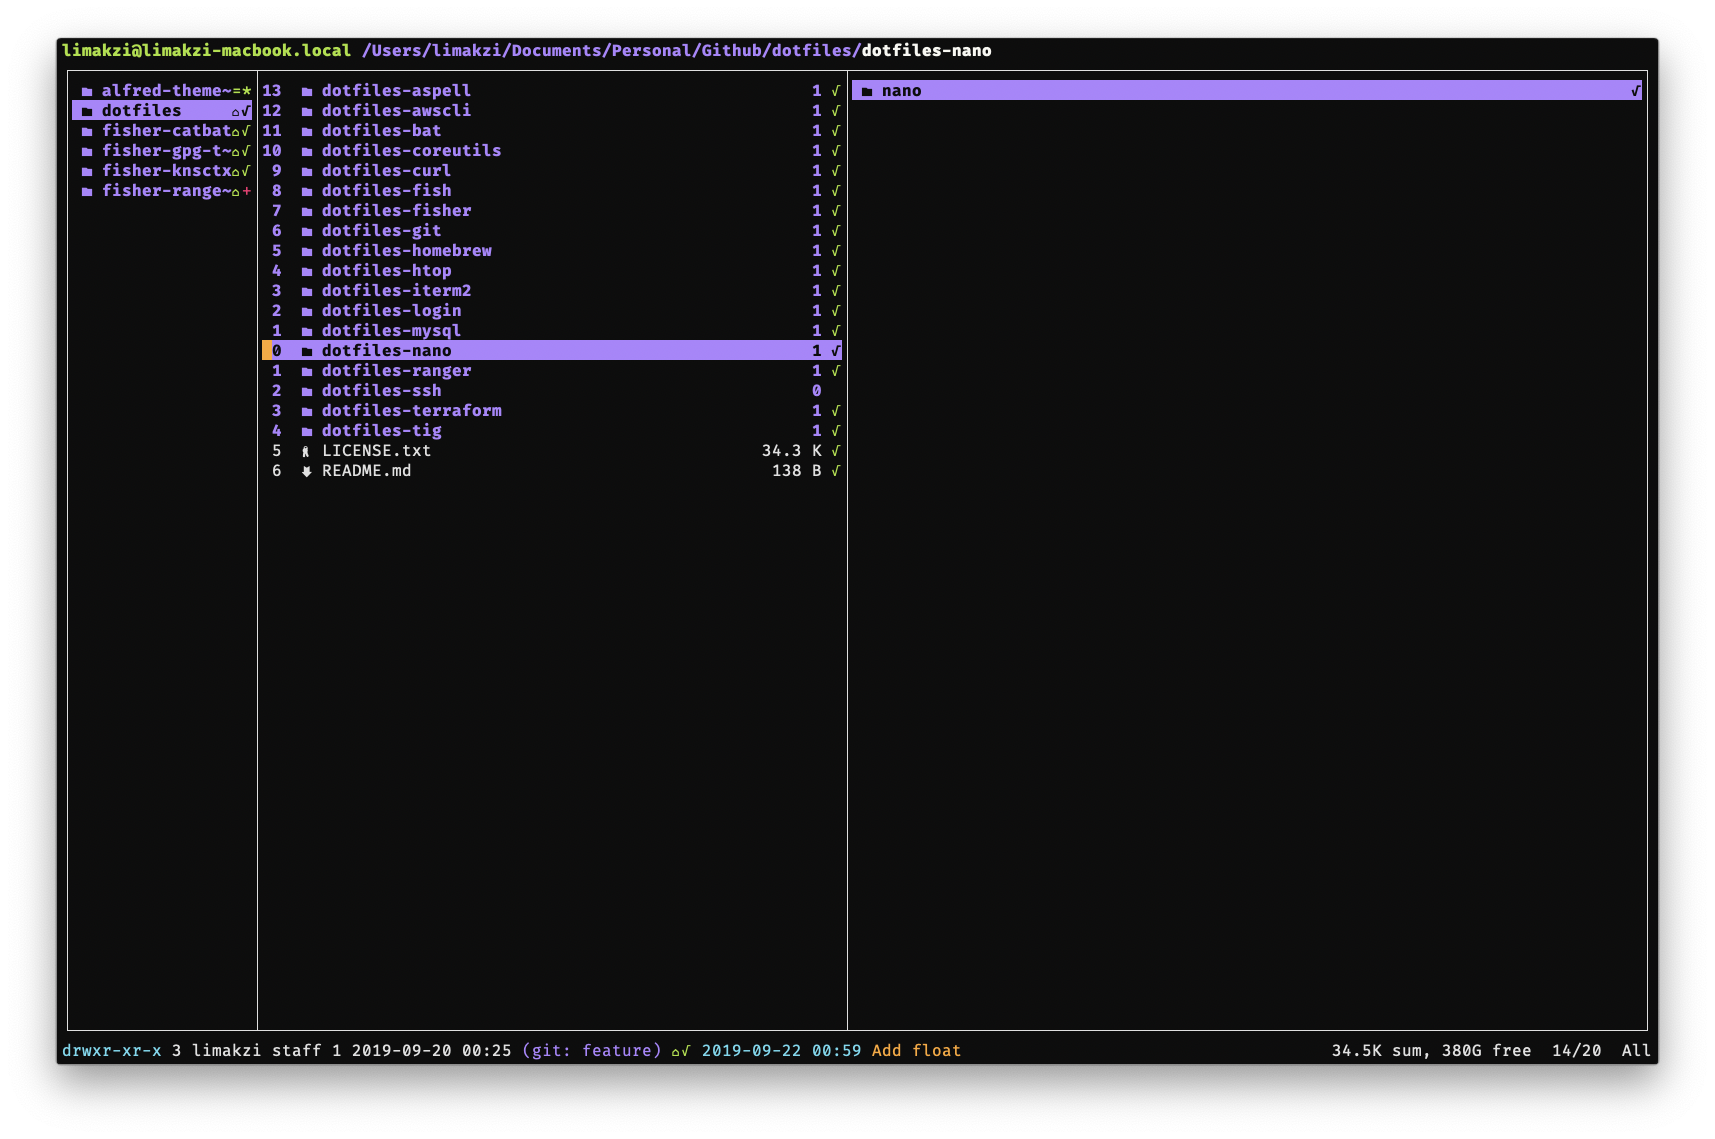 limakzi@limakzi-macbook.local /Users/limakzi/Documents/Personal/Github/dotfiles/dotfiles-nano
alfred-theme~=*
dotfiles ⌂√
fisher-catbat⌂√
fisher-gpg-t~⌂√
fisher-knsctx⌂√
fisher-range~⌂+
13 dotfiles-aspell 1 √
12 dotfiles-awscli 1 √
11 dotfiles-bat 1 √
10 dotfiles-coreutils 1 √
9 dotfiles-curl 1 √
8 dotfiles-fish 1 √
7 dotfiles-fisher 1 √
6 dotfiles-git 1 √
5 dotfiles-homebrew 1 √
4 dotfiles-htop 1 √
3 dotfiles-iterm2 1 √
2 dotfiles-login 1 √
1 dotfiles-mysql 1 √
0 dotfiles-nano 1 √
1 dotfiles-ranger 1 √
2 dotfiles-ssh 0
3 dotfiles-terraform 1 √
4 dotfiles-tig 1 √
5 LICENSE.txt 34.3 K √
6 README.md 138 B √
nano √
drwxr-xr-x 3 limakzi staff 1 2019-09-20 00:25 (git: feature) ⌂√ 2019-09-22 00:59 Add float 34.5K sum, 380G free 14/20 All